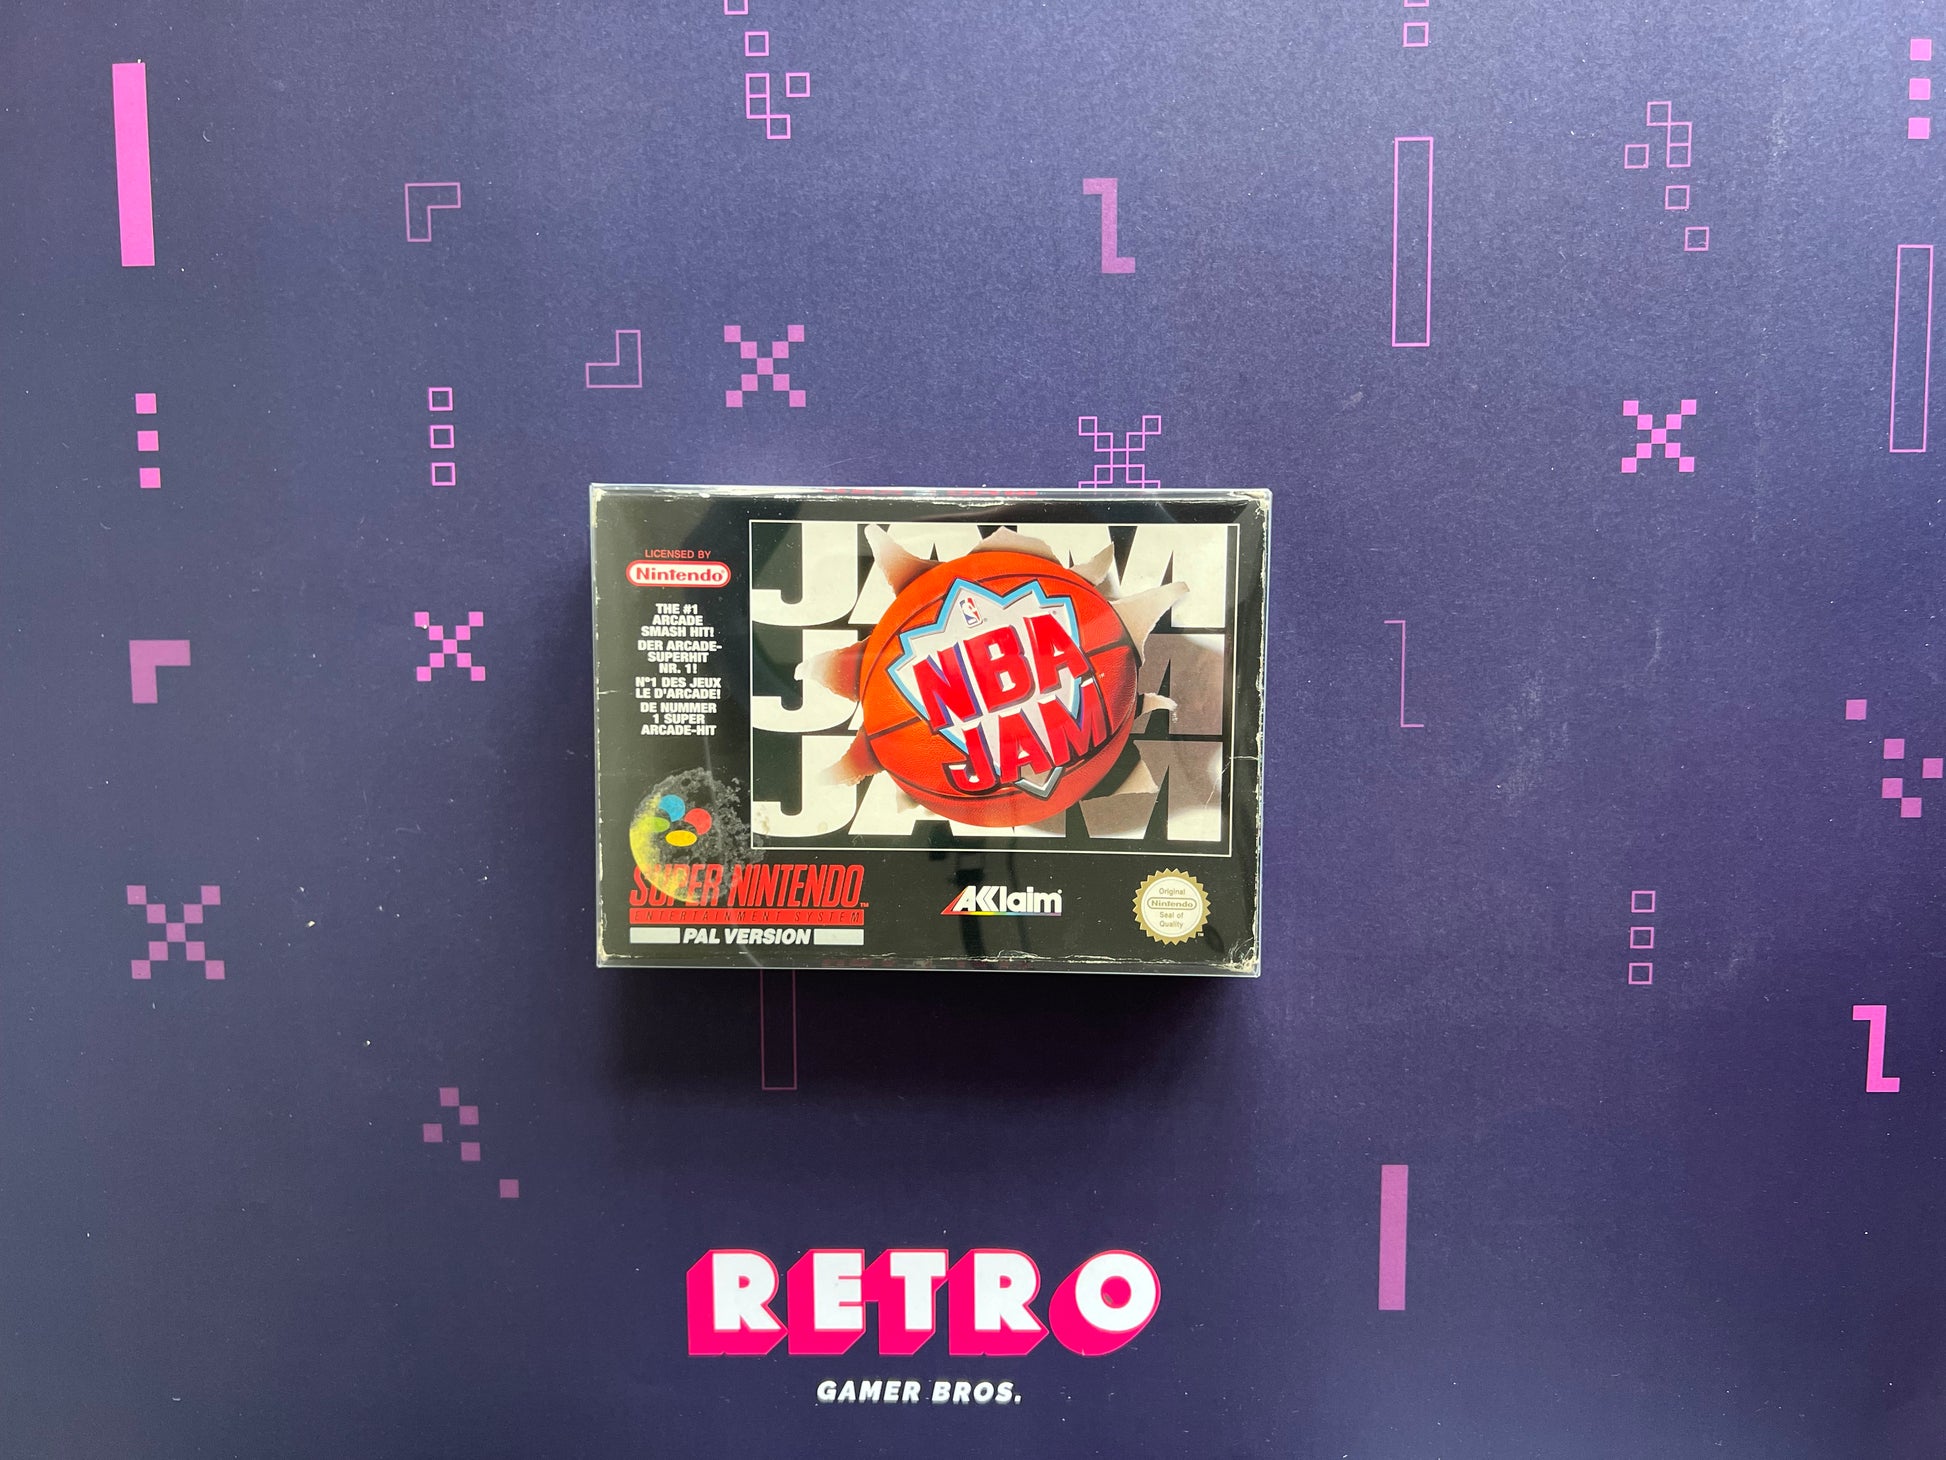 LICENSED BY
Nintendo
THE #1
ARCADE
SMASH HIT!
DER ARCADE-
SUPERHIT
NR. 1!
N°1 DES JEUX
LE D'ARCADE!
DE NUMMER
1 SUPER
ARCADE-HIT
JAM
JAM
JAM
NBA
JAM
SUPER NINTENDO
ENTERTAINMENT SYSTEM
PAL VERSION
AKKlaim
Original
Nintendo
Seal of
Quality
RETRO
GAMER BROS.